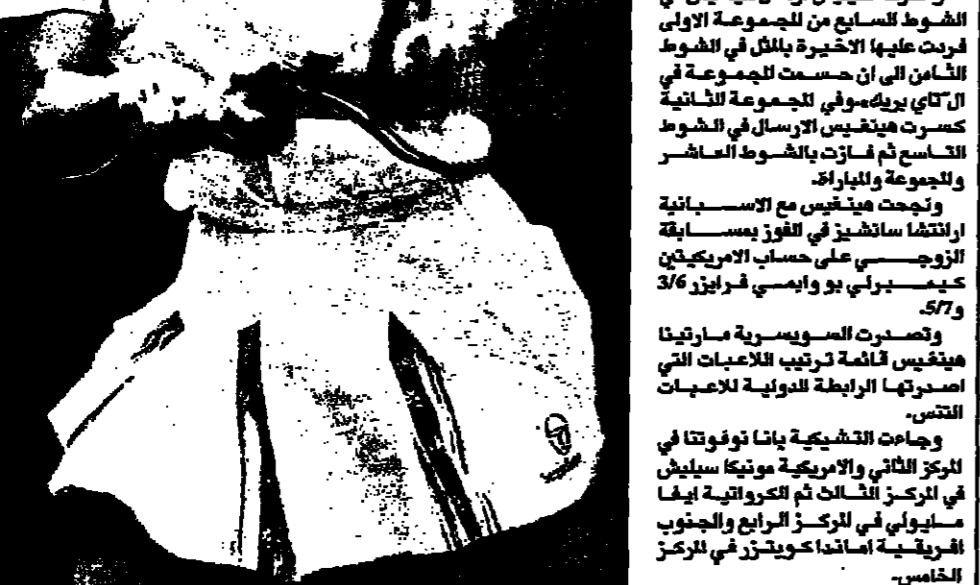 الشوط السابع من المجموعة الاولى
فردت عليها الاخيرة بالمثل في الشوط
الثامن الى ان حسمت المجموعة في
ال"تاي بريك". وفي المجموعة الثانية
كسرت هينغيس الارسال في الشوط
التاسع ثم فازت بالشوط العاشر
والمجموعة والمباراة.
ونجحت هينغيس مع الاسبانية
ارانتشا سانشيز في الفوز بمسابقة
الزوجي على حساب الامريكيتين
كيمبرلي بو وايمي فرايزر 3/6
و5/7.
وتصدرت السويسرية مارتينا
هينغيس قائمة ترتيب اللاعبات التي
اصدرتها الرابطة الدولية للاعبات
التنس.
وجاءت التشيكية يانا نوفوتنا في
المركز الثاني والامريكية مونيكا سيليش
في المركز الثالث ثم الكرواتية ايفا
مايولي في المركز الرابع والجنوب
افريقية اماندا كويتزر في المركز
الخامس.